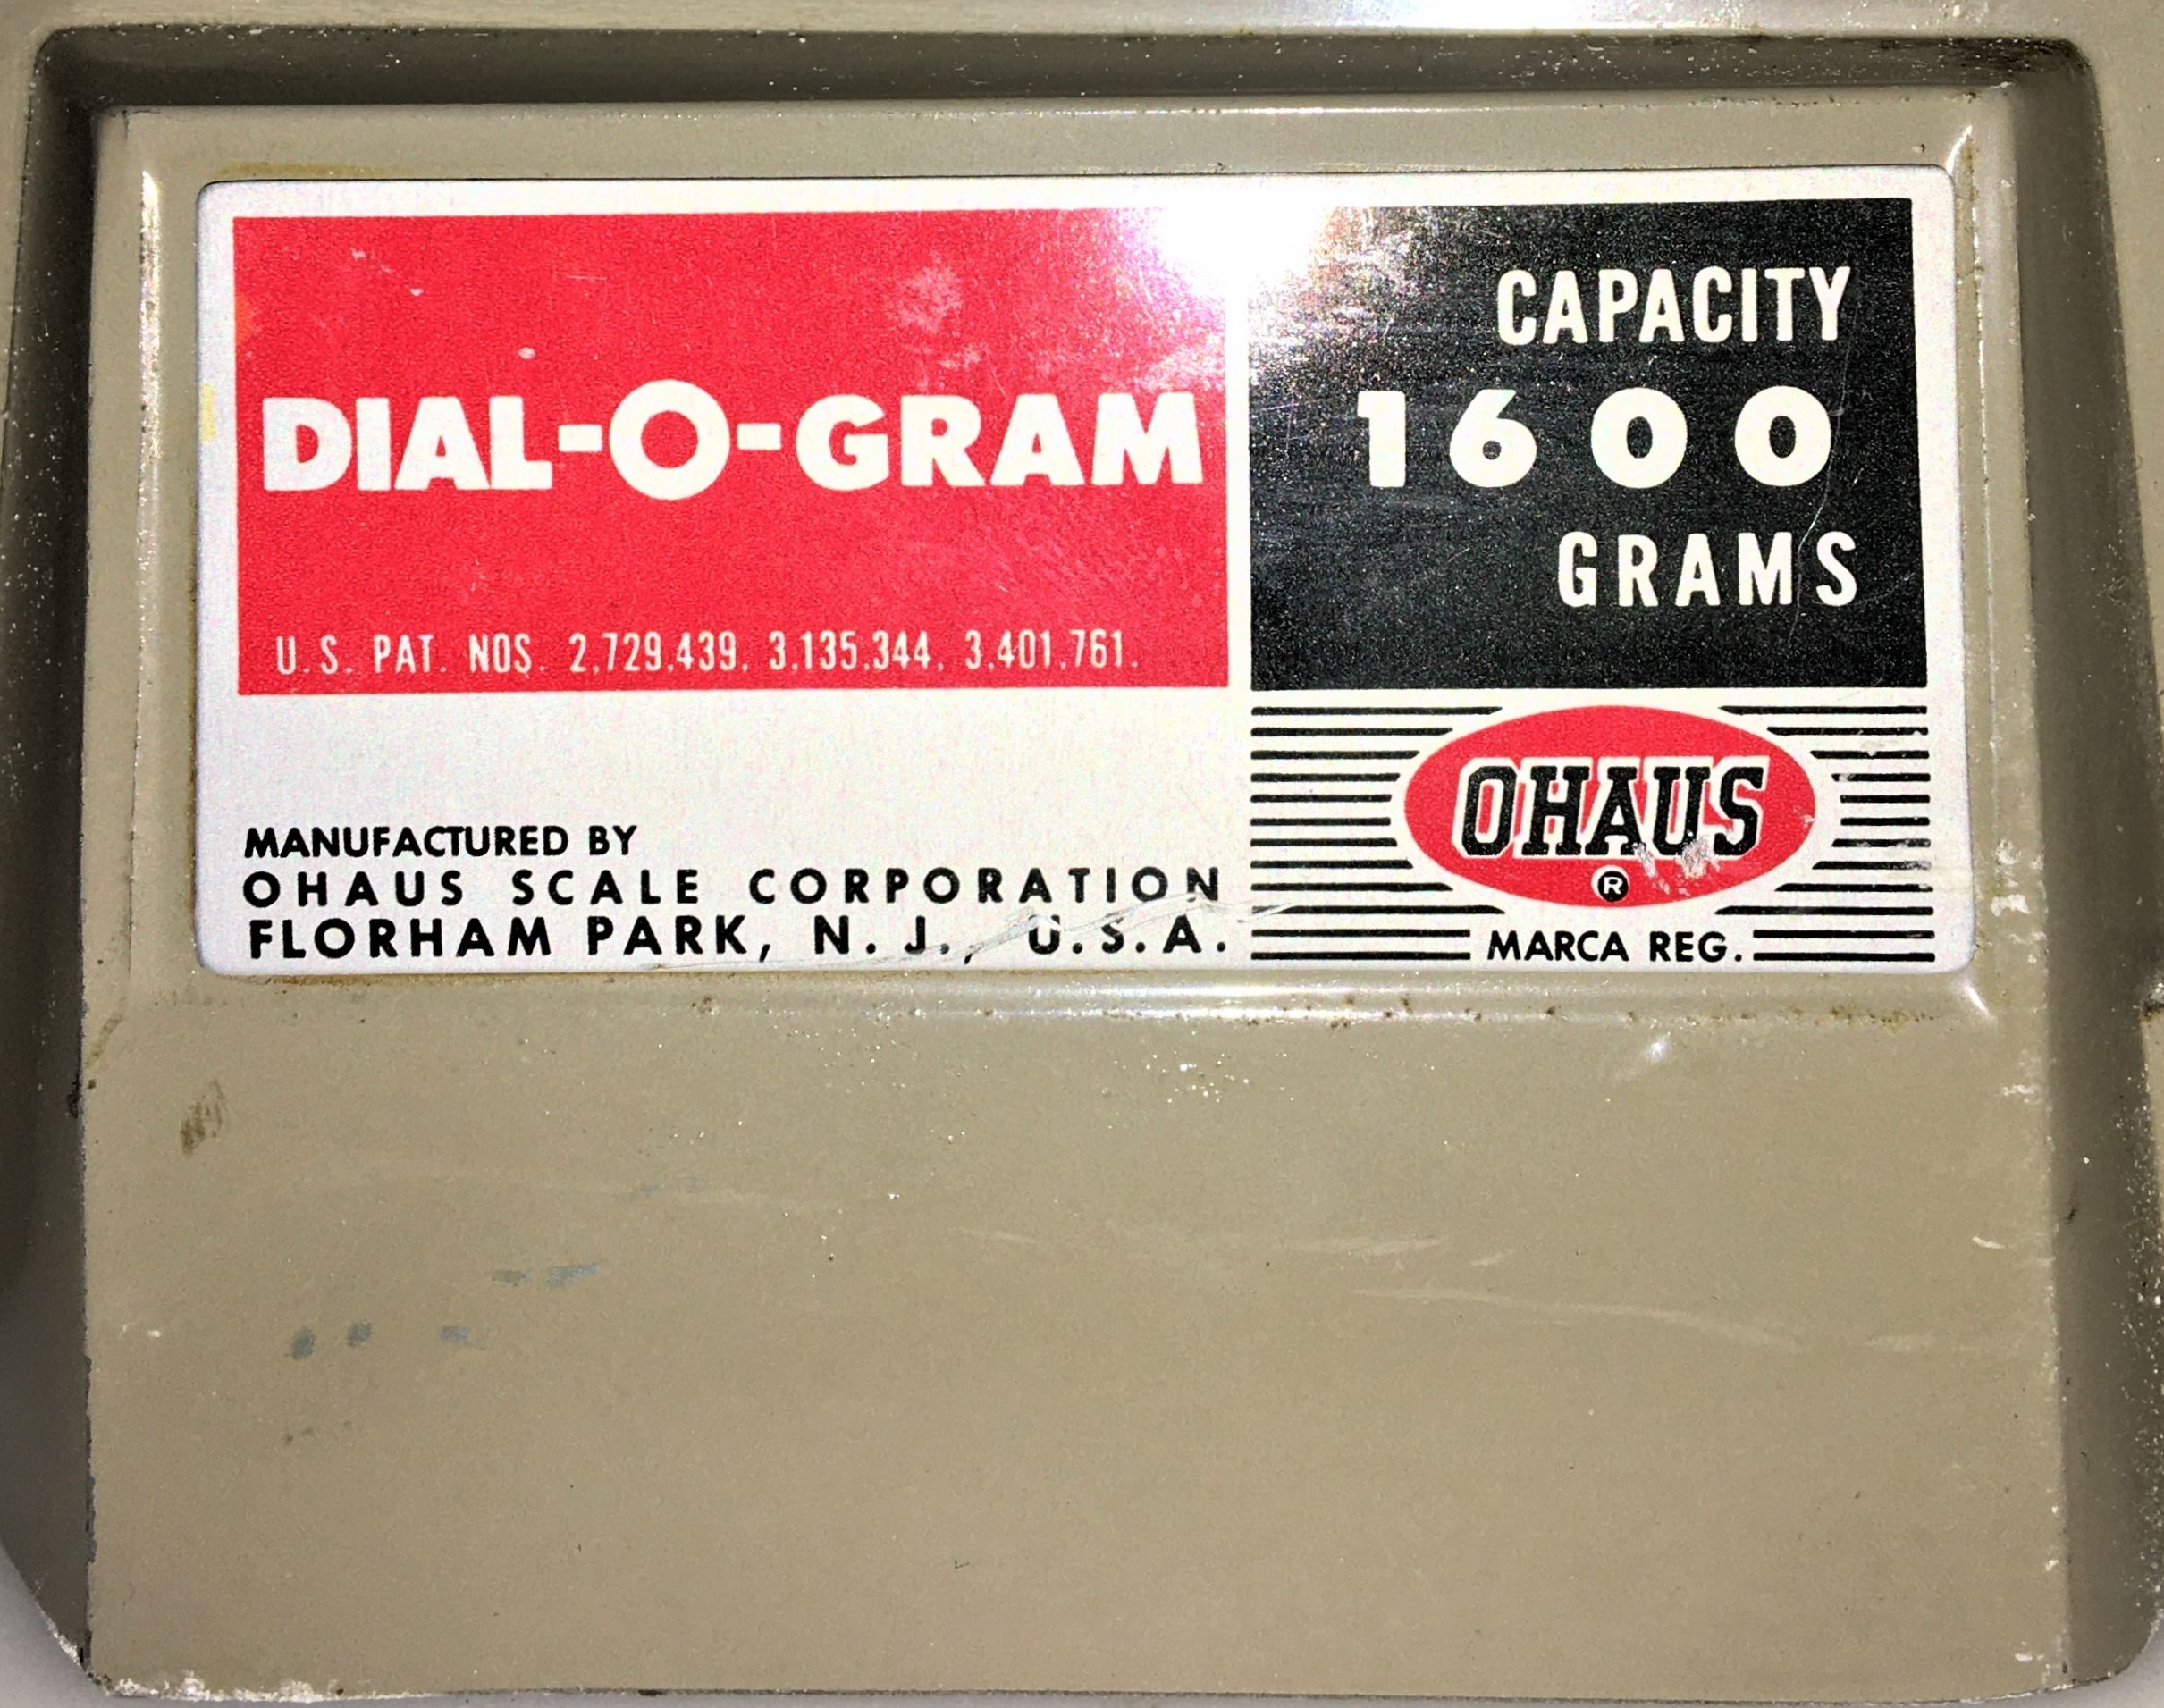 DIAL-O-GRAM
U.S. PAT. NOS. 2,729,439, 3,135,344, 3,401,761.
CAPACITY
1600
GRAMS
MANUFACTURED BY
OHAUS SCALE CORPORATION
FLORHAM PARK, N.J., U.S.A.
OHAUS
®
MARCA REG.